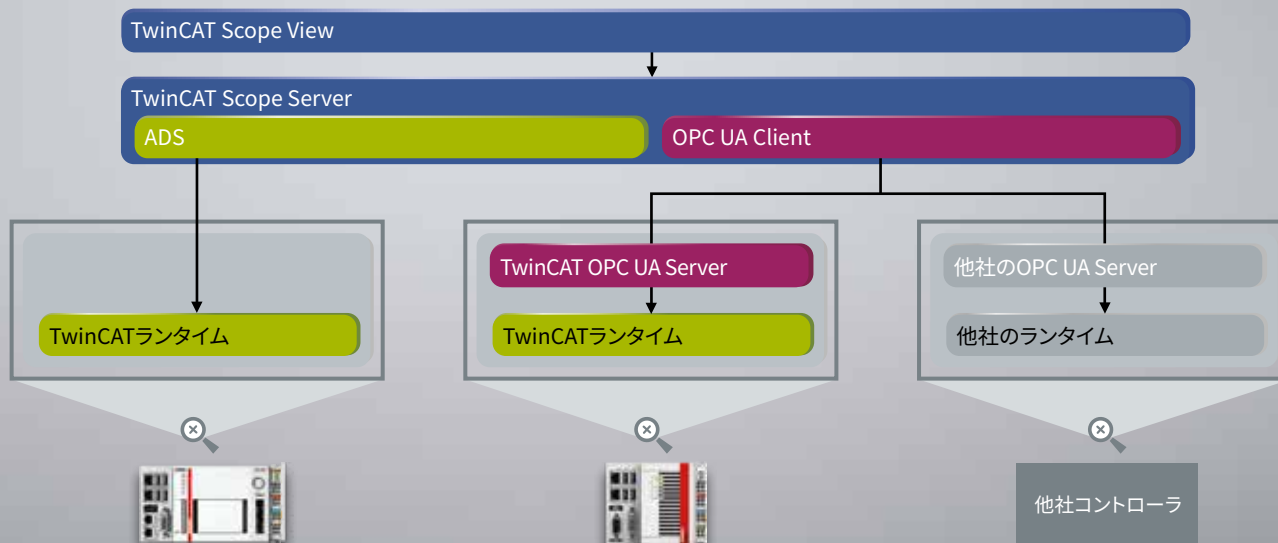 TwinCAT Scope View
TwinCAT Scope Server
ADS
OPC UA Client
TwinCAT OPC UA Server
他社のOPC UA Server
TwinCATランタイム
TwinCATランタイム
他社のランタイム
他社コントローラ